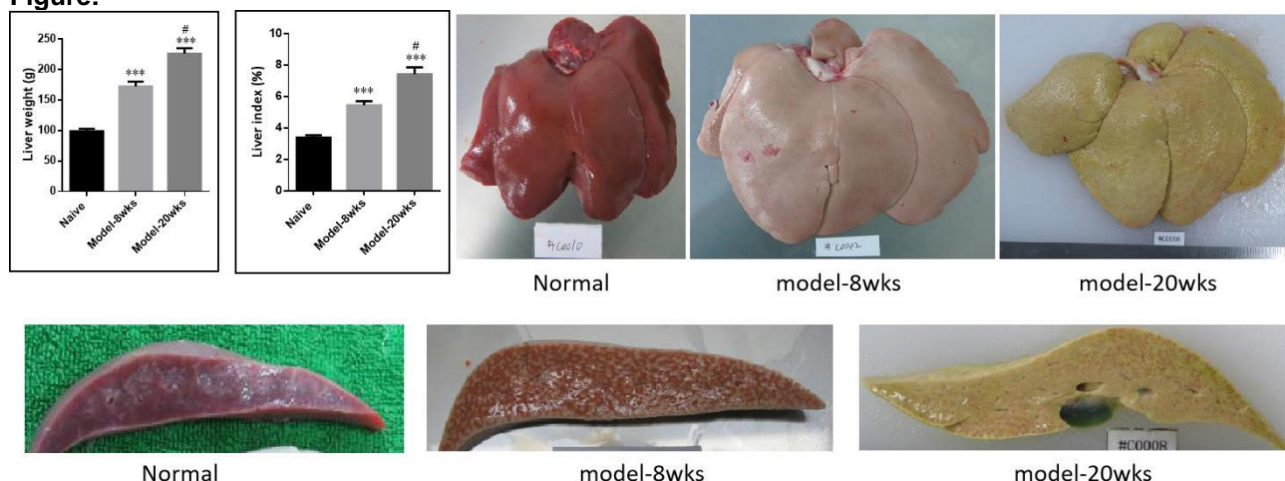 Figure:
Liver weight (g)
250
200
150
100
50
0
***
#
***
Naive
Model-8wks
Model-20wks
Liver index (%)
10
8
6
4
2
0
***
#
***
Naive
Model-8wks
Model-20wks
#C0010
#C0002
Normal
model-8wks
model-20wks
#C0008
Normal
model-8wks
model-20wks